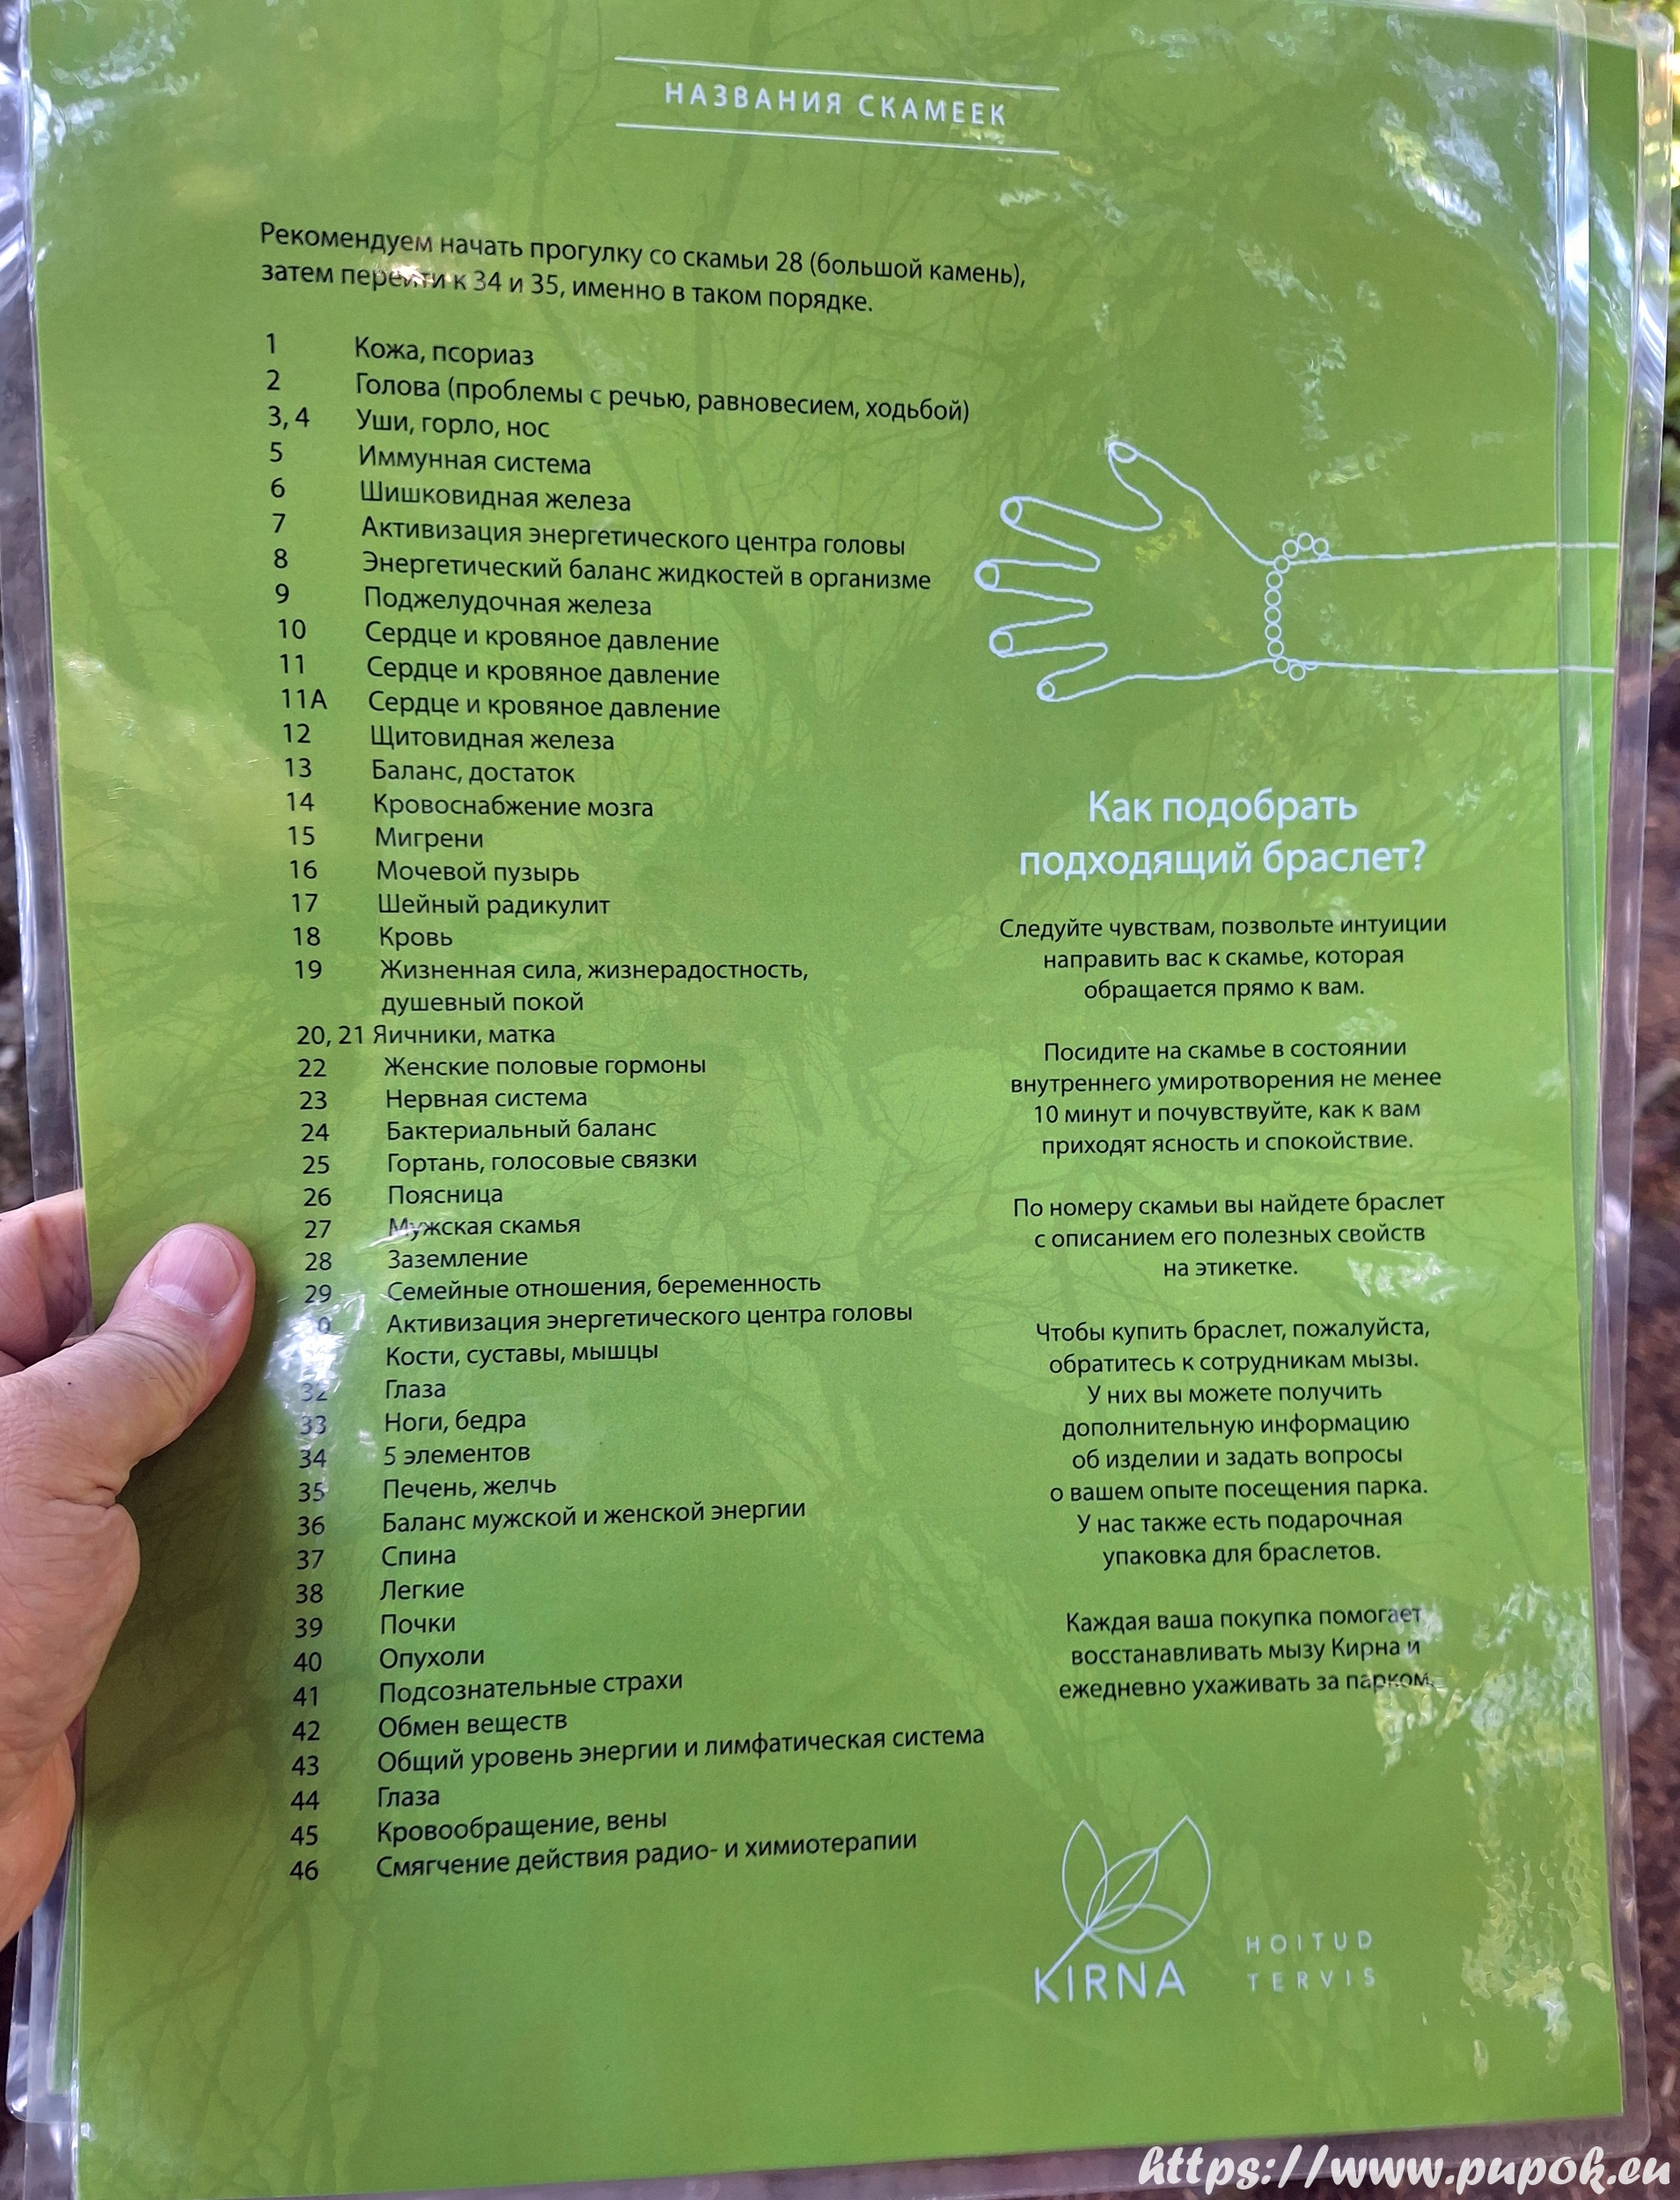 НАЗВАНИЯ СКАМЕЕК
Рекомендуем начать прогулку со скамьи 28 (большой камень),
затем перейти к 34 и 35, именно в таком порядке.
1 Кожа, псориаз
2 Голова (проблемы с речью, равновесием, ходьбой)
3, 4 Уши, горло, нос
5 Иммунная система
6 Шишковидная железа
7 Активизация энергетического центра головы
8 Энергетический баланс жидкостей в организме
9 Поджелудочная железа
10 Сердце и кровяное давление
11 Сердце и кровяное давление
11А Сердце и кровяное давление
12 Щитовидная железа
13 Баланс, достаток
14 Кровоснабжение мозга
15 Мигрени
16 Мочевой пузырь
17 Шейный радикулит
18 Кровь
19 Жизненная сила, жизнерадостность,
душевный покой
20, 21 Яичники, матка
22 Женские половые гормоны
23 Нервная система
24 Бактериальный баланс
25 Гортань, голосовые связки
26 Поясница
27 Мужская скамья
28 Заземление
29 Семейные отношения, беременность
Активизация энергетического центра головы
Кости, суставы, мышцы
32 Глаза
33 Ноги, бедра
34 5 элементов
35 Печень, желчь
36 Баланс мужской и женской энергии
37 Спина
38 Легкие
39 Почки
40 Опухоли
41 Подсознательные страхи
42 Обмен веществ
43 Общий уровень энергии и лимфатическая система
44 Глаза
45 Кровообращение, вены
46 Смягчение действия радио- и химиотерапии
Как подобрать
подходящий браслет?
Следуйте чувствам, позвольте интуиции
направить вас к скамье, которая
обращается прямо к вам.
Посидите на скамье в состоянии
внутреннего умиротворения не менее
10 минут и почувствуйте, как к вам
приходят ясность и спокойствие.
По номеру скамьи вы найдете браслет
с описанием его полезных свойств
на этикетке.
Чтобы купить браслет, пожалуйста,
обратитесь к сотрудникам мызы.
У них вы можете получить
дополнительную информацию
об изделии и задать вопросы
о вашем опыте посещения парка.
У нас также есть подарочная
упаковка для браслетов.
Каждая ваша покупка помогает
восстанавливать мызу Кирна и
ежедневно ухаживать за парком.
KIRNA
HOITUD
TERVIS
https://www.pupok.eu